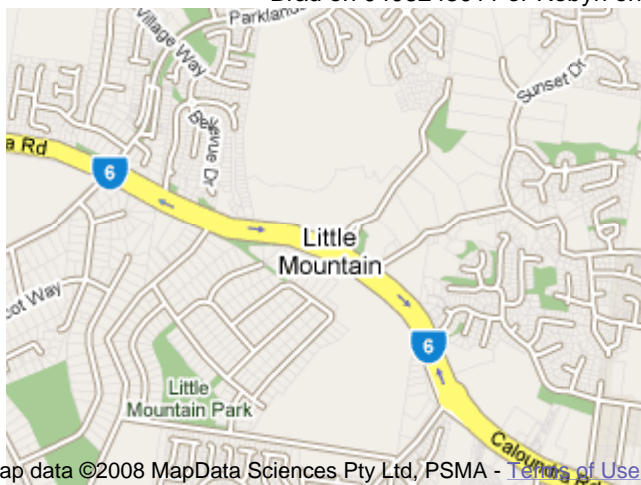 Parklands
Village Way
Sunset Dr
Bellevue Dr
a Rd
6
Little
Mountain
cot Way
6
Little
Mountain Park
Caloundra Rd
ap data ©2008 MapData Sciences Pty Ltd, PSMA - Terms of Use